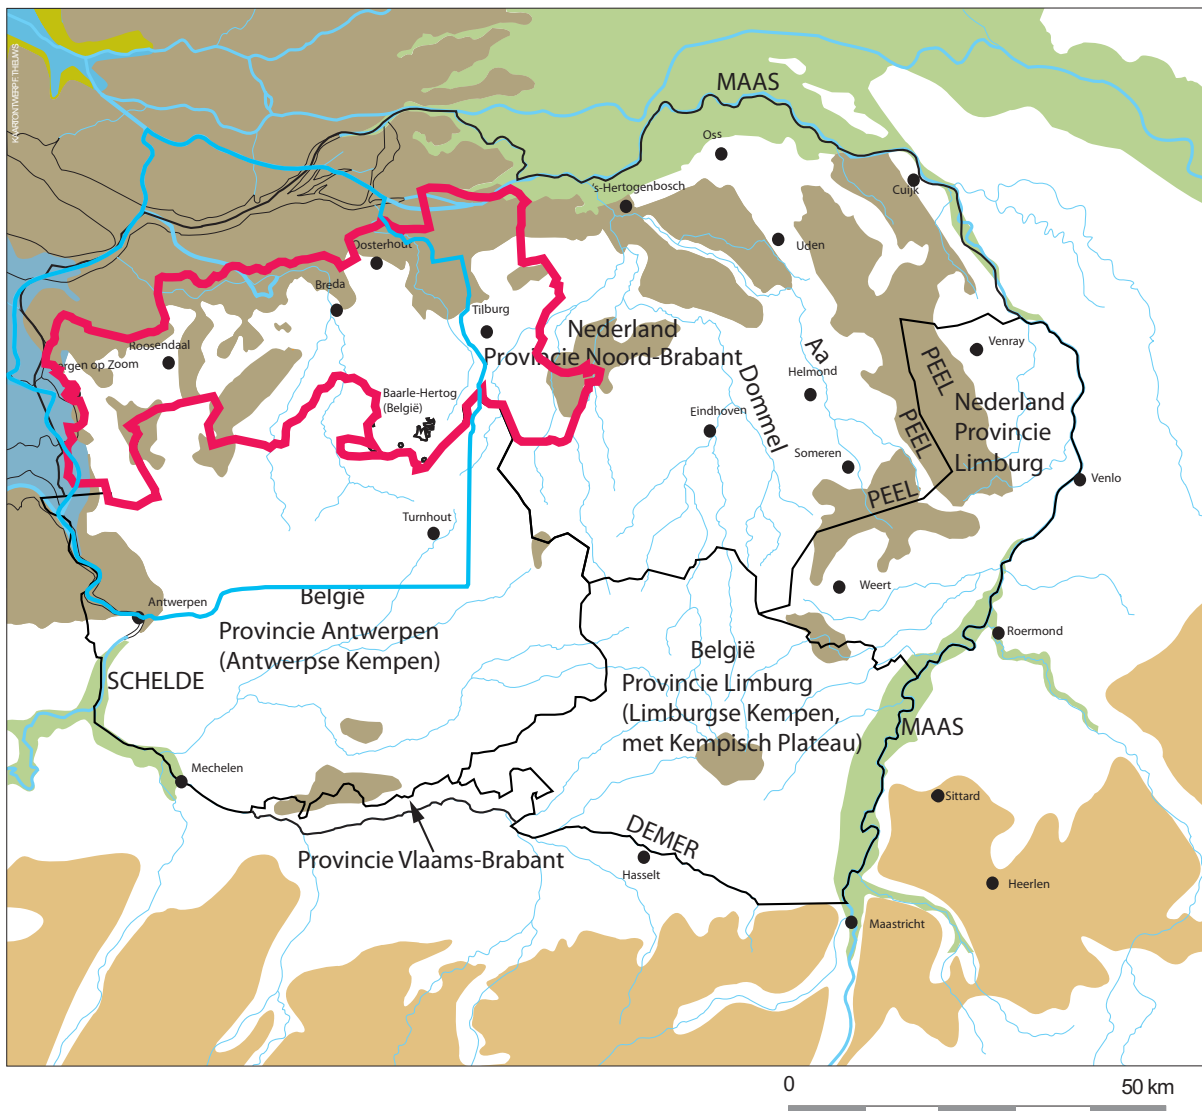 KAARTONTWERP F. THEUWS
MAAS
Oss
Cuijk
's-Hertogenbosch
Uden
Oosterhout
Breda
Tilburg
Roosendaal
Bergen op Zoom
Nederland
Provincie Noord-Brabant
Aa
Dommel
Helmond
Venray
PEEL
PEEL
PEEL
Nederland
Provincie
Limburg
Baarle-Hertog
(België)
Eindhoven
Someren
Venlo
Turnhout
Weert
Antwerpen
België
Provincie Antwerpen
(Antwerpse Kempen)
Roermond
SCHELDE
België
Provincie Limburg
(Limburgse Kempen,
met Kempisch Plateau)
MAAS
Mechelen
Sittard
DEMER
Provincie Vlaams-Brabant
Hasselt
Heerlen
Maastricht
0
50 km